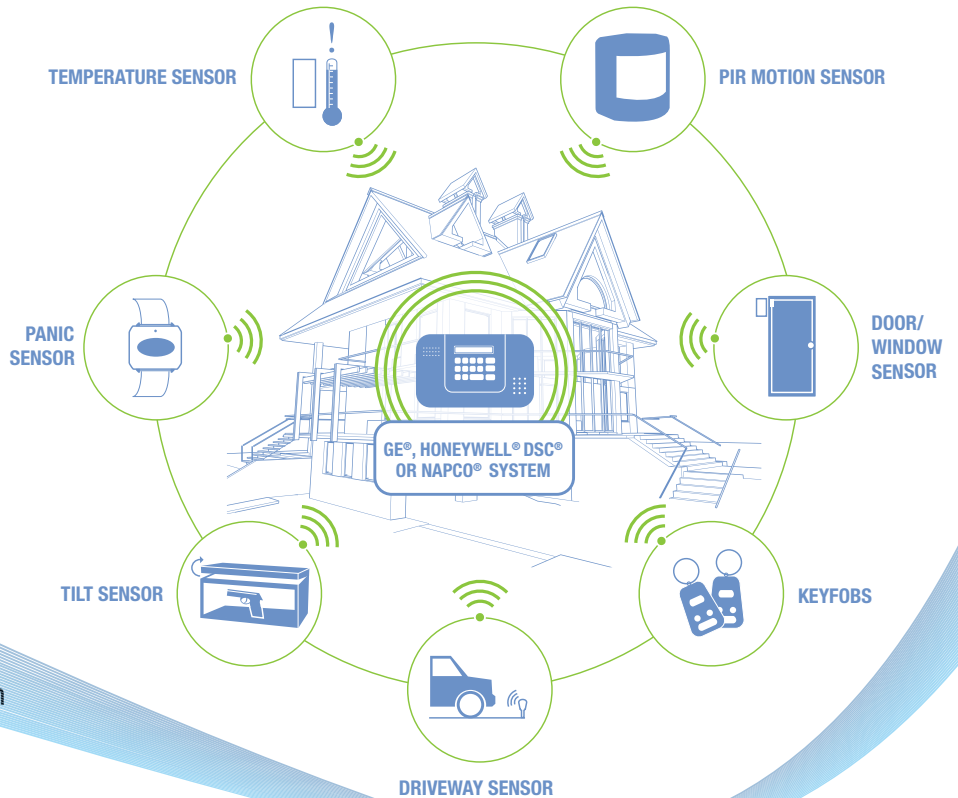 TEMPERATURE SENSOR
PIR MOTION SENSOR
PANIC
SENSOR
DOOR/
WINDOW
SENSOR
GE®, HONEYWELL® DSC®
OR NAPCO® SYSTEM
TILT SENSOR
KEYFOBS
DRIVEWAY SENSOR